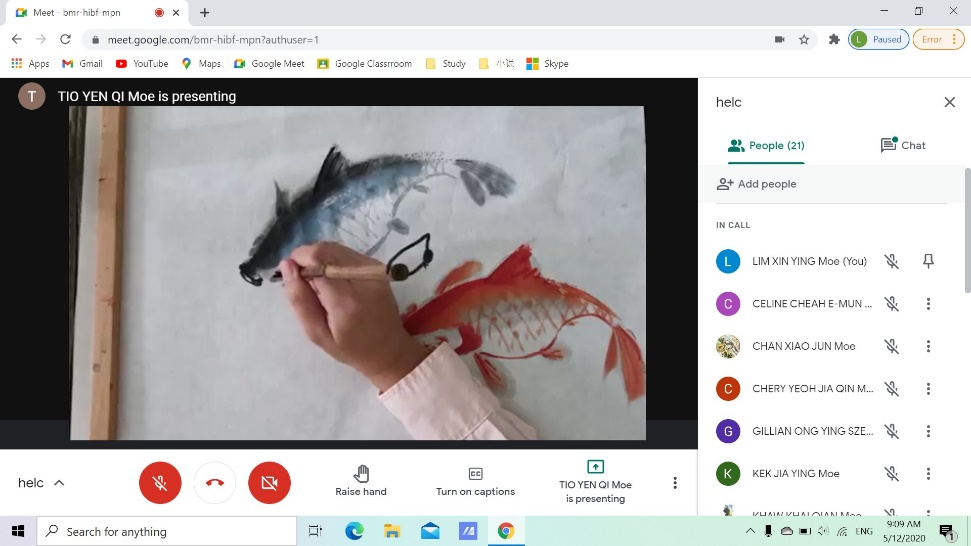 Meet - bmr-hibf-mpn
meet.google.com/bmr-hibf-mpn?authuser=1
L Paused Error
Apps Gmail YouTube Maps Google Meet Google Classrroom Study 小说 Skype
T TIO YEN QI Moe is presenting
helc
People (21) Chat
Add people
IN CALL
L LIM XIN YING Moe (You)
C CELINE CHEAH E-MUN ...
CHAN XIAO JUN Moe
C CHERY YEOH JIA QIN M...
G GILLIAN ONG YING SZE...
K KEK JIA YING Moe
KHAW KHAI QIAN Moe
helc
Raise hand
Turn on captions
TIO YEN QI Moe
is presenting
Search for anything
ENG
9:09 AM
5/12/2020
1